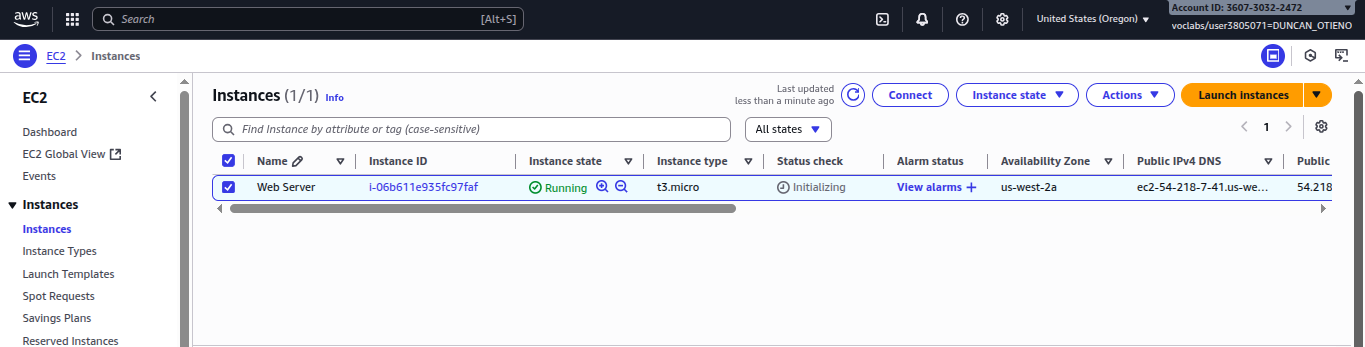 aws
Search [Alt+S]
United States (Oregon)
Account ID: 3607-3032-2472
voclabs/user3805071=DUNCAN_OTIENO
EC2 Instances
EC2
Dashboard
EC2 Global View
Events
Instances
Instances
Instance Types
Launch Templates
Spot Requests
Savings Plans
Reserved Instances
Instances (1/1) Info
Last updated
less than a minute ago
Connect
Instance state
Actions
Launch instances
Find Instance by attribute or tag (case-sensitive)
All states
1
Name Instance ID Instance state Instance type Status check Alarm status Availability Zone Public IPv4 DNS Public
Web Server i-06b611e935fc97faf Running t3.micro Initializing View alarms + us-west-2a ec2-54-218-7-41.us-we... 54.218